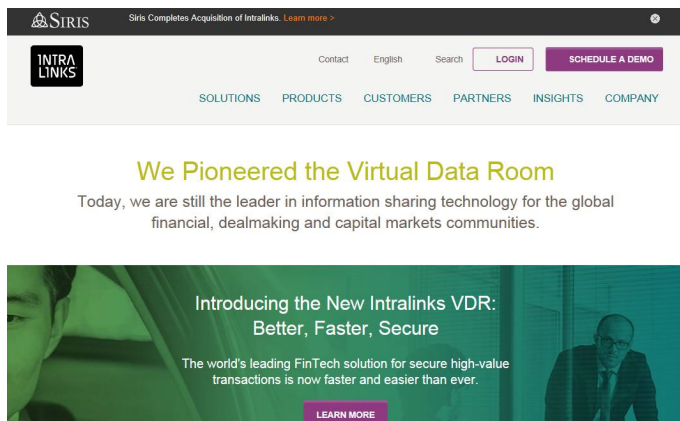 SIRIS
Siris Completes Acquisition of Intralinks. Learn more >
INTRA
LINKS
Contact English Search LOGIN SCHEDULE A DEMO
SOLUTIONS PRODUCTS CUSTOMERS PARTNERS INSIGHTS COMPANY
We Pioneered the Virtual Data Room
Today, we are still the leader in information sharing technology for the global
financial, dealmaking and capital markets communities.
Introducing the New Intralinks VDR:
Better, Faster, Secure
The world's leading FinTech solution for secure high-value
transactions is now faster and easier than ever.
LEARN MORE